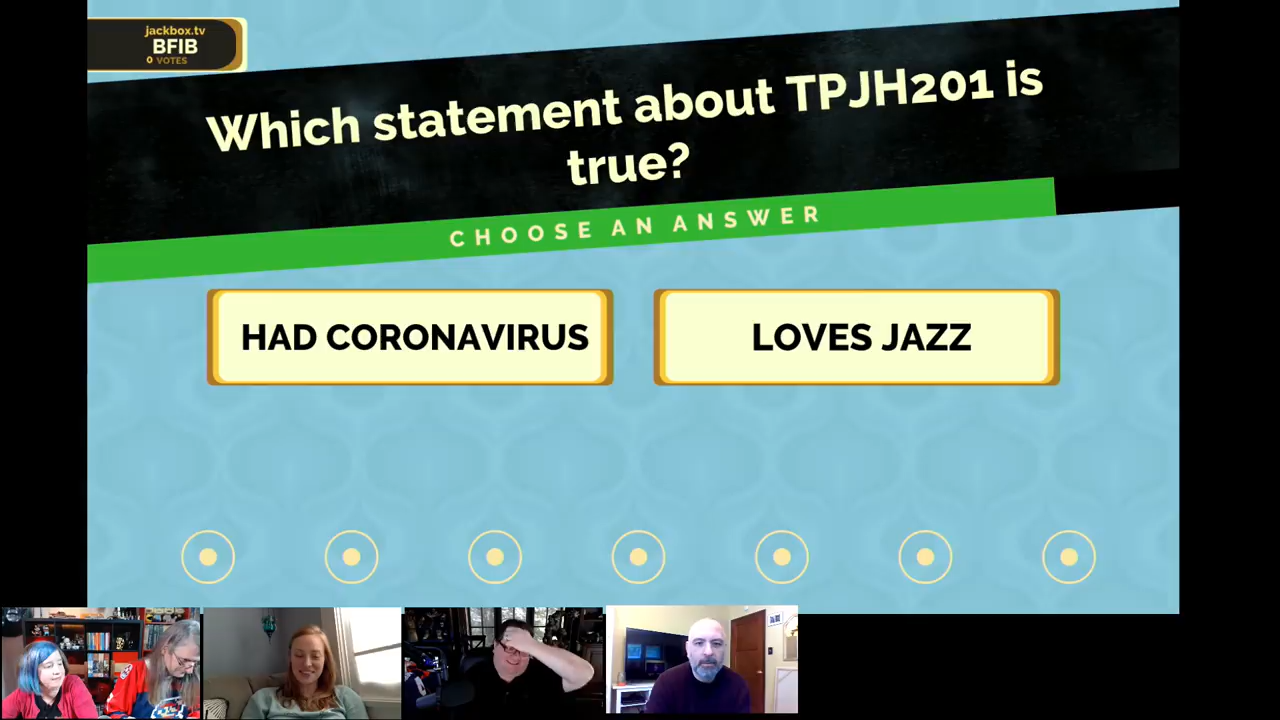 jackbox.tv
BFIB
0 VOTES
Which statement about TPJH201 is
true?
CHOOSE AN ANSWER
HAD CORONAVIRUS
LOVES JAZZ